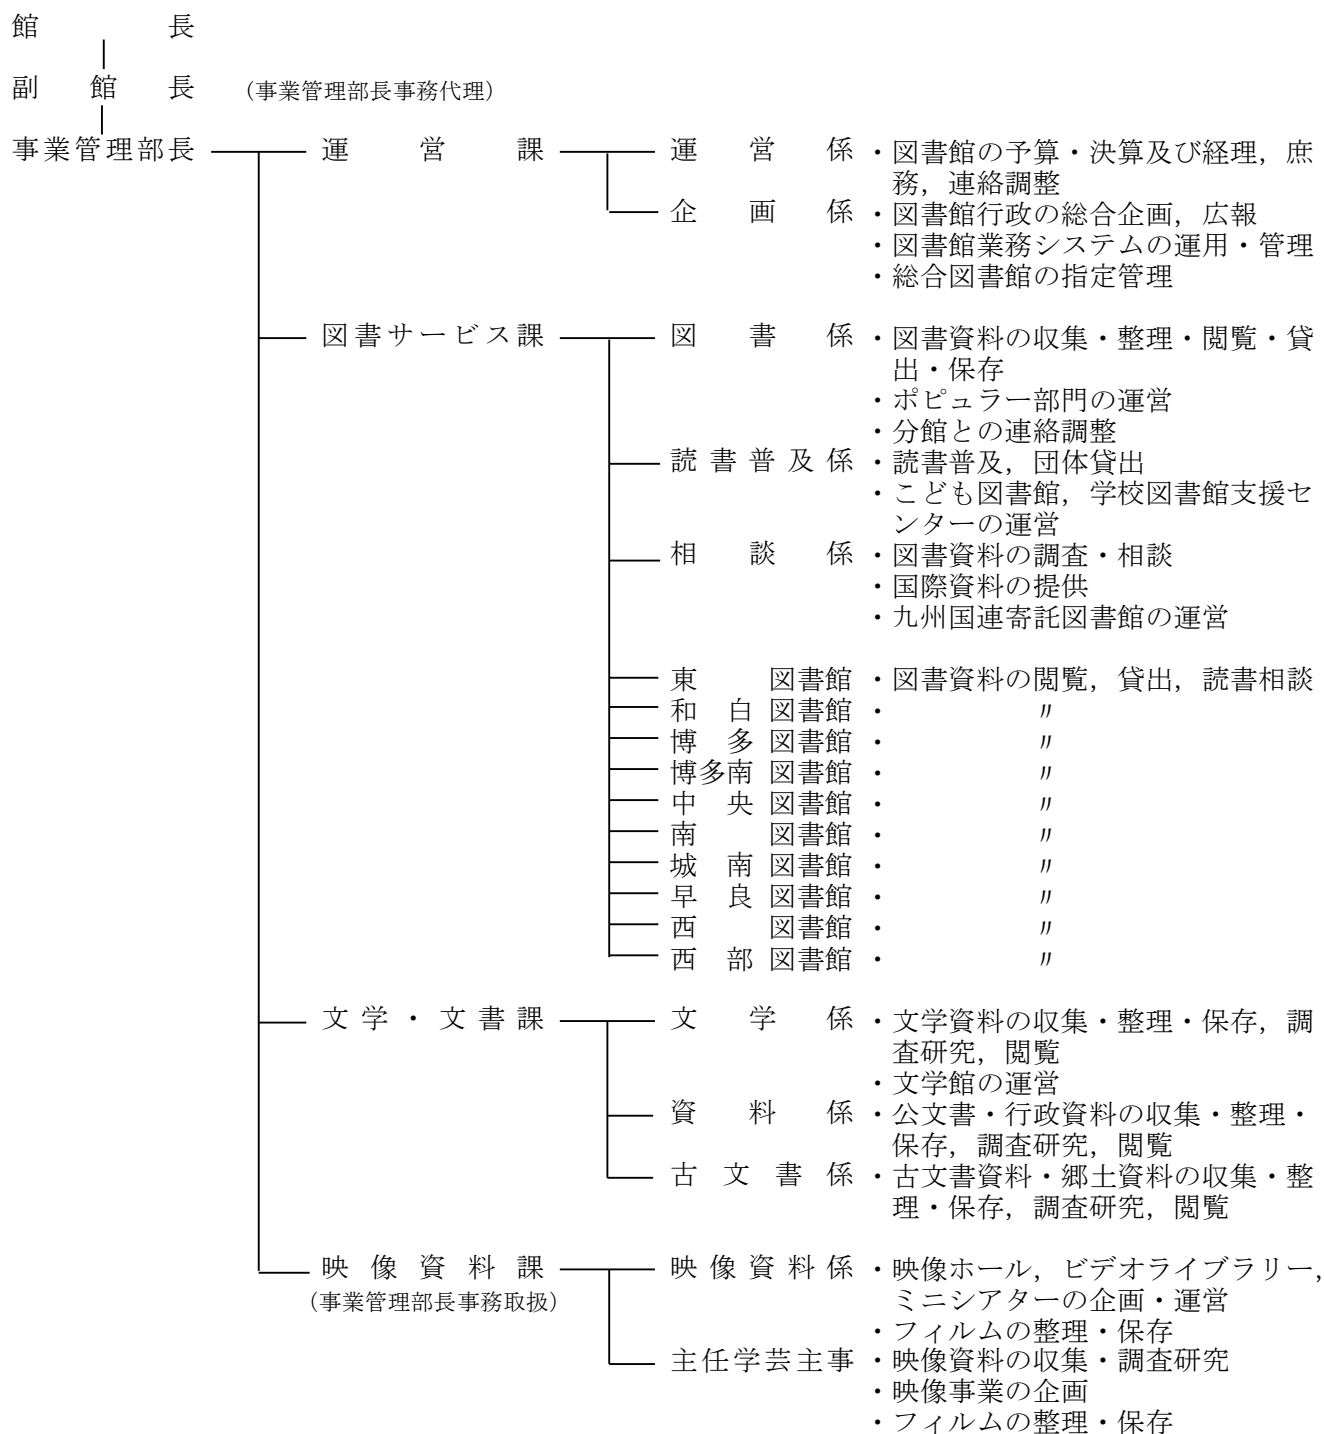 館長
副館長 (事業管理部長事務代理)
事業管理部長 運営課 運営係 ・図書館の予算・決算及び経理，庶
務，連絡調整
企画係 ・図書館行政の総合企画，広報
・図書館業務システムの運用・管理
・総合図書館の指定管理
図書サービス課 図書係 ・図書資料の収集・整理・閲覧・貸
出・保存
・ポピュラー部門の運営
・分館との連絡調整
読書普及係 ・読書普及，団体貸出
・こども図書館，学校図書館支援セ
ンターの運営
相談係 ・図書資料の調査・相談
・国際資料の提供
・九州国連寄託図書館の運営
東図書館 ・図書資料の閲覧，貸出，読書相談
和白図書館 ・ 〃
博多図書館 ・ 〃
博多南図書館 ・ 〃
中央図書館 ・ 〃
南図書館 ・ 〃
城南図書館 ・ 〃
早良図書館 ・ 〃
西図書館 ・ 〃
西部図書館 ・ 〃
文学・文書課 文学係 ・文学資料の収集・整理・保存，調
査研究，閲覧
・文学館の運営
資料係 ・公文書・行政資料の収集・整理・
保存，調査研究，閲覧
古文書係 ・古文書資料・郷土資料の収集・整
理・保存，調査研究，閲覧
映像資料課 映像資料係 ・映像ホール，ビデオライブラリー，
(事業管理部長事務取扱) ミニシアターの企画・運営
・フィルムの整理・保存
主任学芸主事 ・映像資料の収集・調査研究
・映像事業の企画
・フィルムの整理・保存